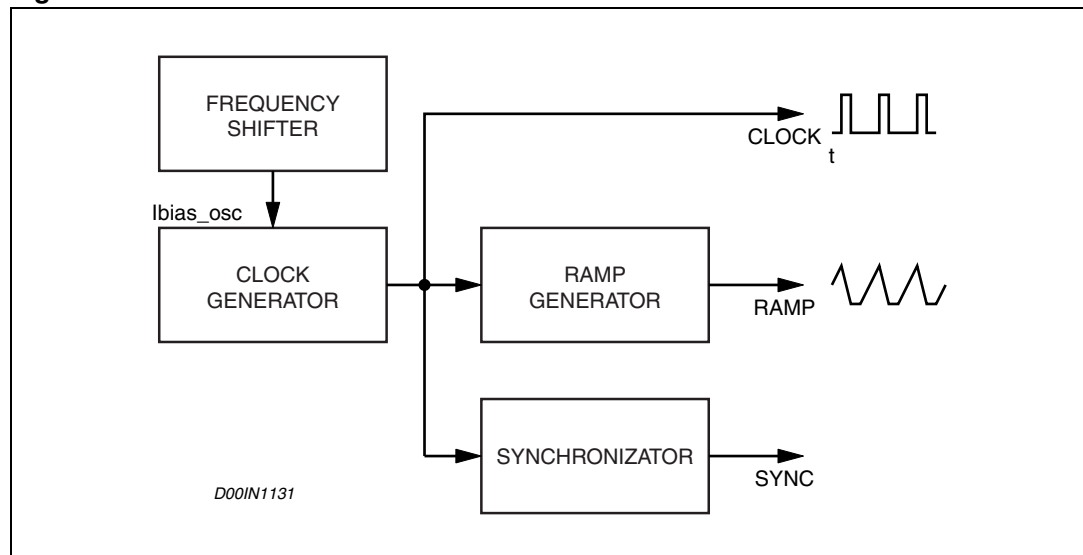 FREQUENCY
SHIFTER
CLOCK
t
Ibias_osc
CLOCK
GENERATOR
RAMP
GENERATOR
RAMP
SYNCHRONIZATOR
SYNC
D00IN1131